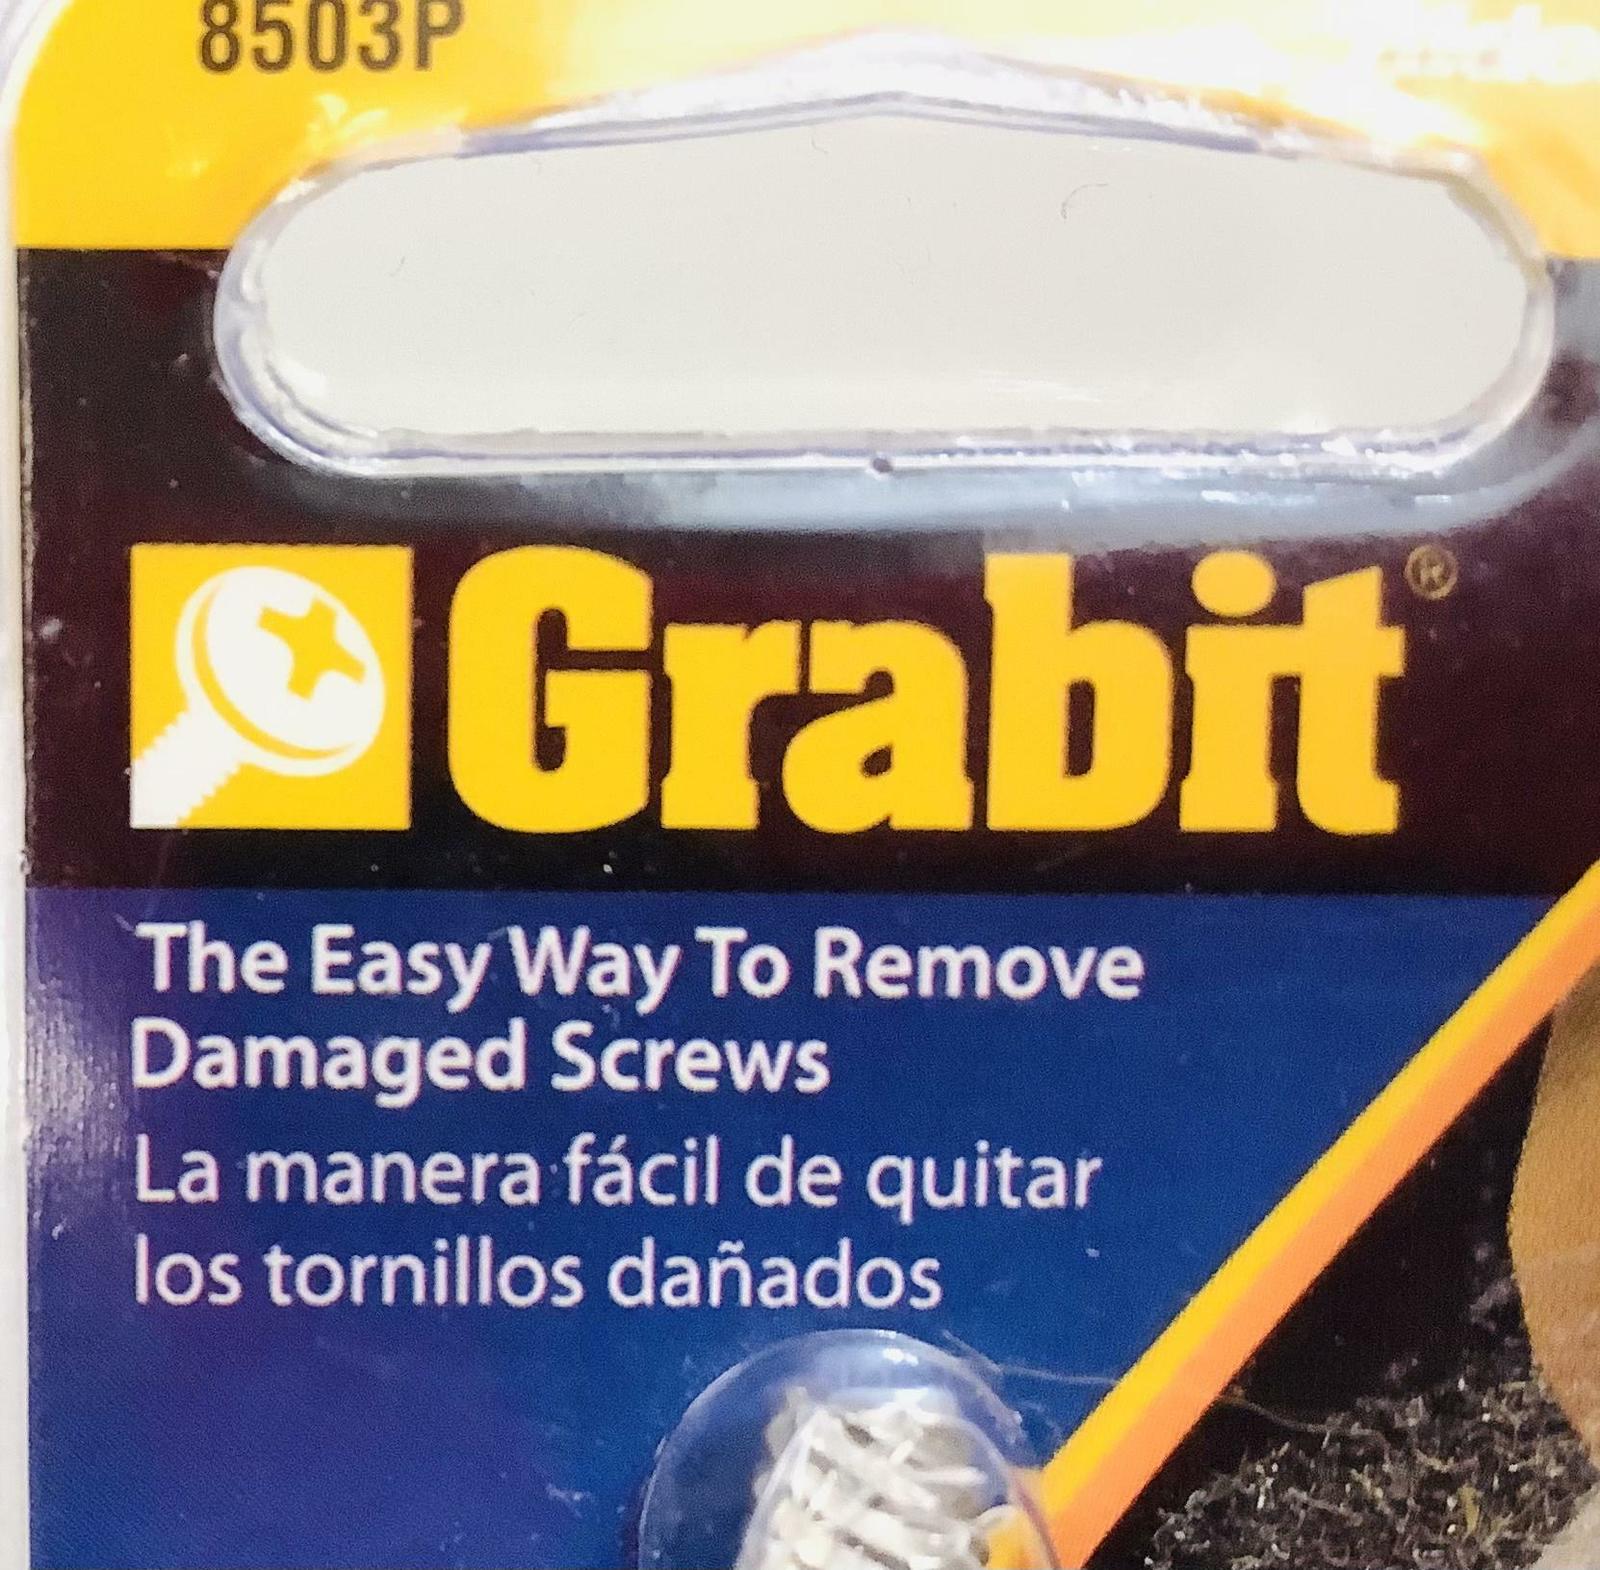 8503P
Grabit®
The Easy Way To Remove
Damaged Screws
La manera fácil de quitar
los tornillos dañados